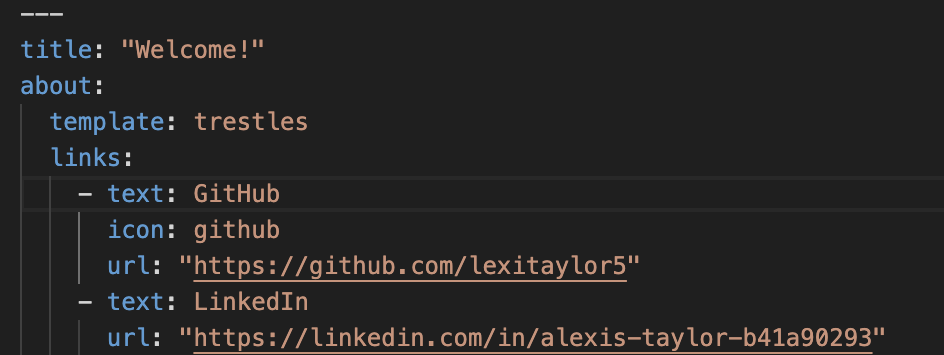 ---
title: "Welcome!"
about:
  template: trestles
  links:
    - text: GitHub
      icon: github
      url: "https://github.com/lexitaylor5"
    - text: LinkedIn
      url: "https://linkedin.com/in/alexis-taylor-b41a90293"